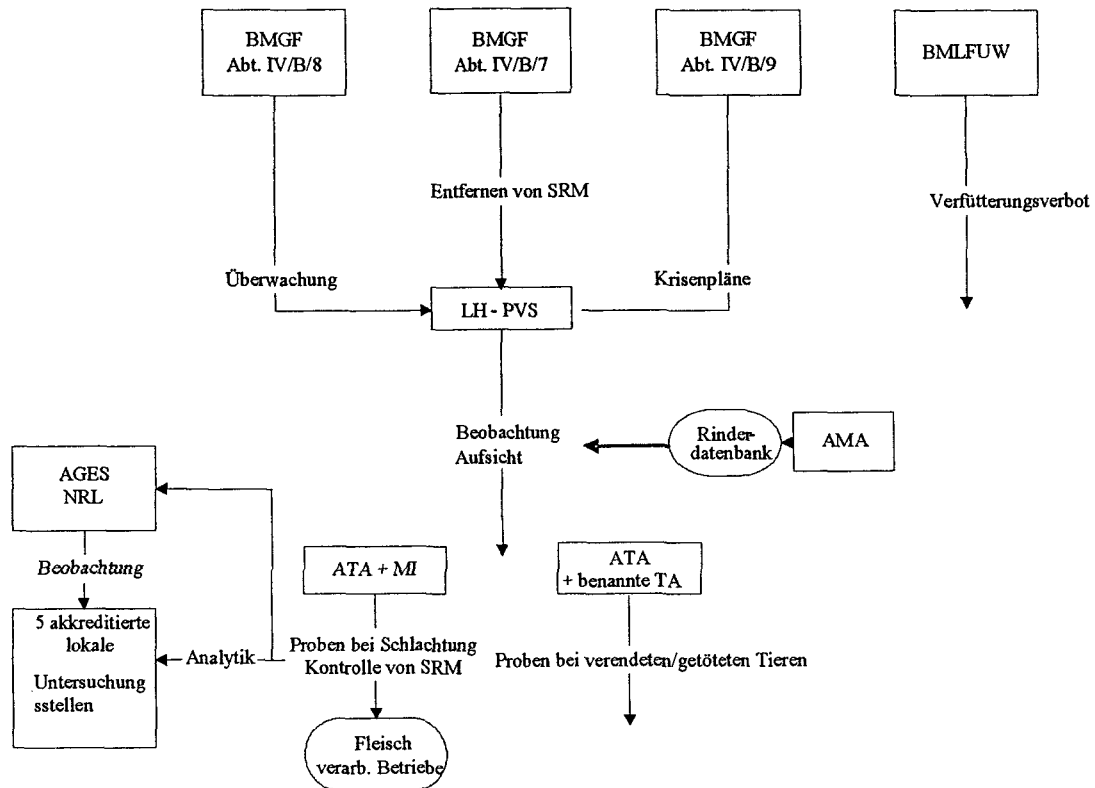 BMGF
Abt. IV/B/8
BMGF
Abt. IV/B/7
BMGF
Abt. IV/B/9
BMLFUW
Entfernen von SRM
Verfütterungsverbot
Überwachung
Krisenpläne
LH - PVS
Beobachtung
Aufsicht
Rinder-
datenbank
AMA
AGES
NRL
Beobachtung
ATA + MI
ATA
+ benannte TA
5 akkreditierte
lokale
Untersuchung
sstellen
Analytik
Proben bei Schlachtung
Kontrolle von SRM
Proben bei verendeten/getöteten Tieren
Fleisch
verarb. Betriebe